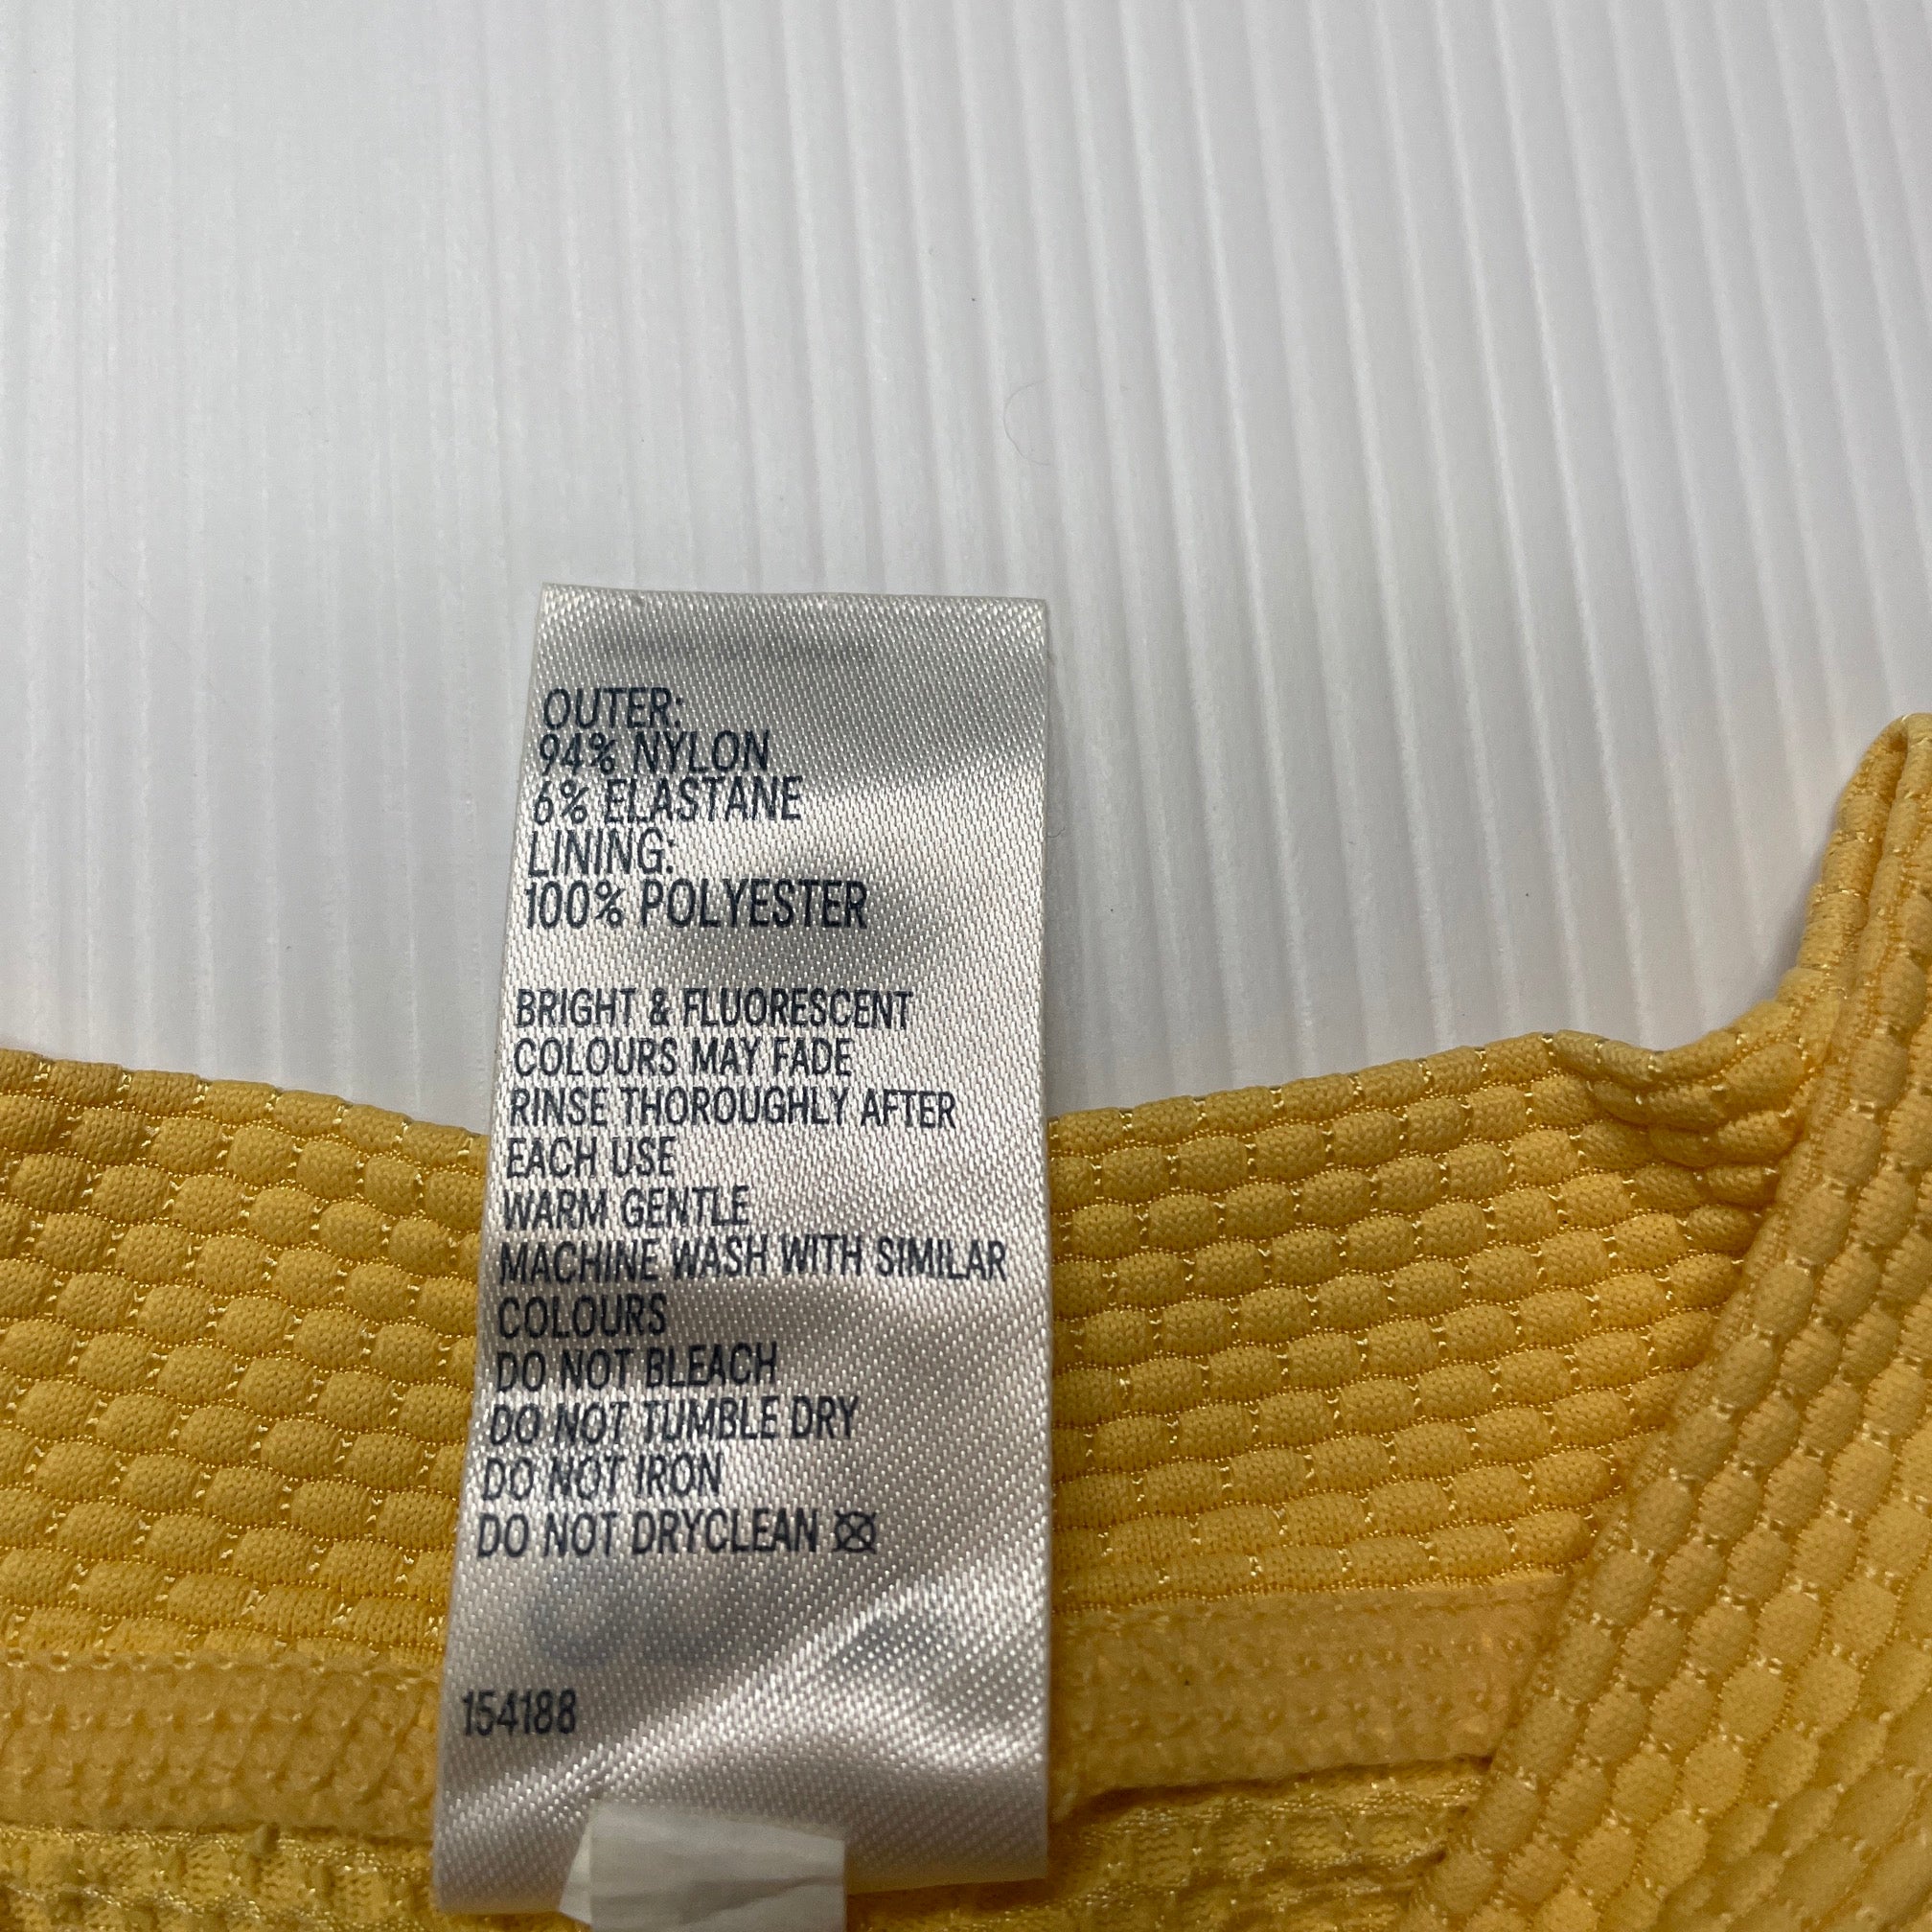 OUTER:
94% NYLON
6% ELASTANE
LINING:
100% POLYESTER
BRIGHT & FLUORESCENT
COLOURS MAY FADE
RINSE THOROUGHLY AFTER
EACH USE
WARM GENTLE
MACHINE WASH WITH SIMILAR
COLOURS
DO NOT BLEACH
DO NOT TUMBLE DRY
DO NOT IRON
DO NOT DRYCLEAN
154188